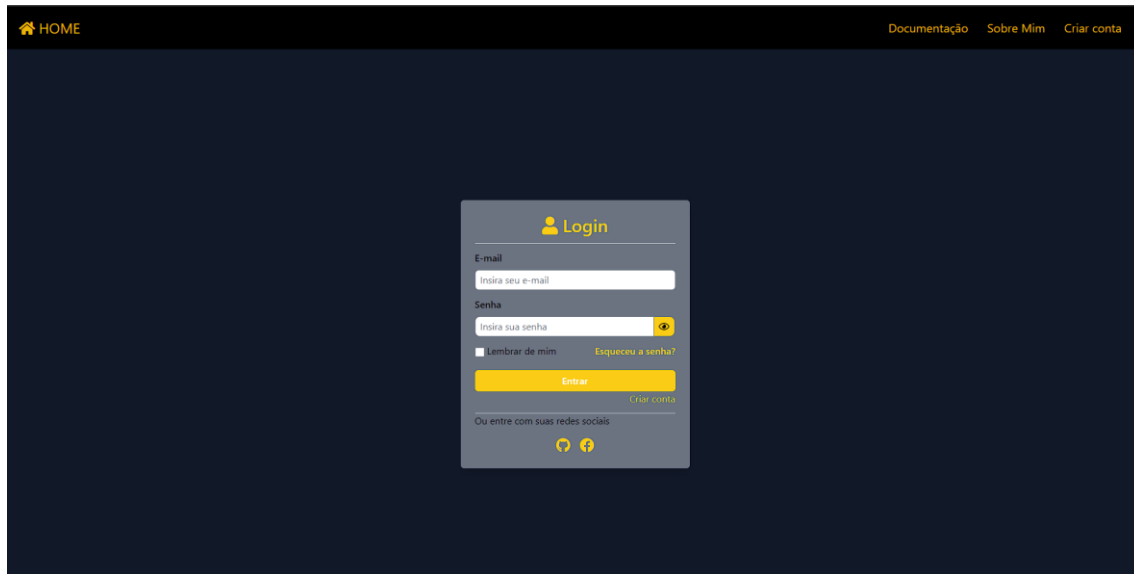 HOME
Documentação Sobre Mim Criar conta
Login
E-mail
Insira seu e-mail
Senha
Insira sua senha
Lembrar de mim Esqueceu a senha?
Entrar
Criar conta
Ou entre com suas redes sociais